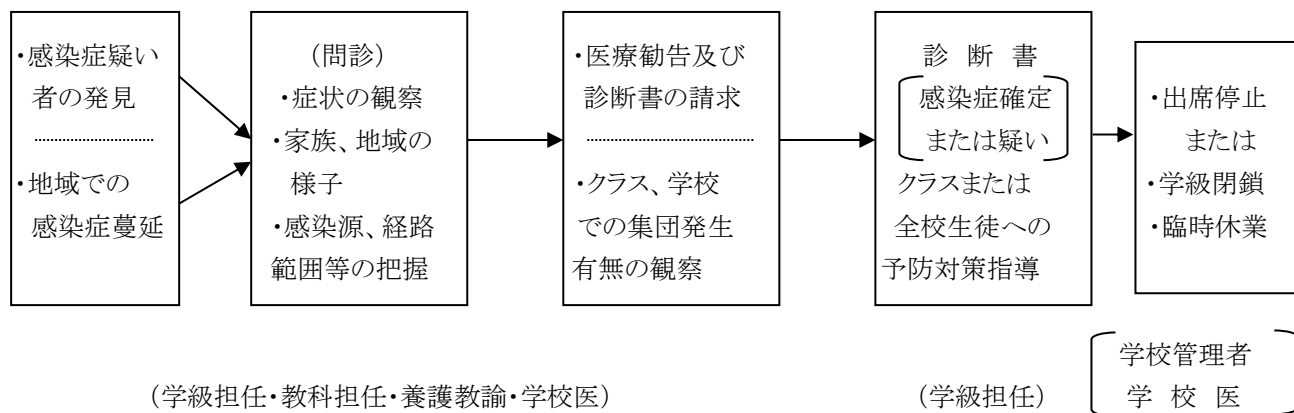 ・感染症疑い
者の発見
・地域での
感染症蔓延
(問診)
・症状の観察
・家族、地域の
様子
・感染源、経路
範囲等の把握
・医療勧告及び
診断書の請求
・クラス、学校
での集団発生
有無の観察
診 断 書
感染症確定
または疑い
クラスまたは
全校生徒への
予防対策指導
・出席停止
または
・学級閉鎖
・臨時休業
(学級担任・教科担任・養護教諭・学校医)
(学級担任)
学校管理者
学 校 医